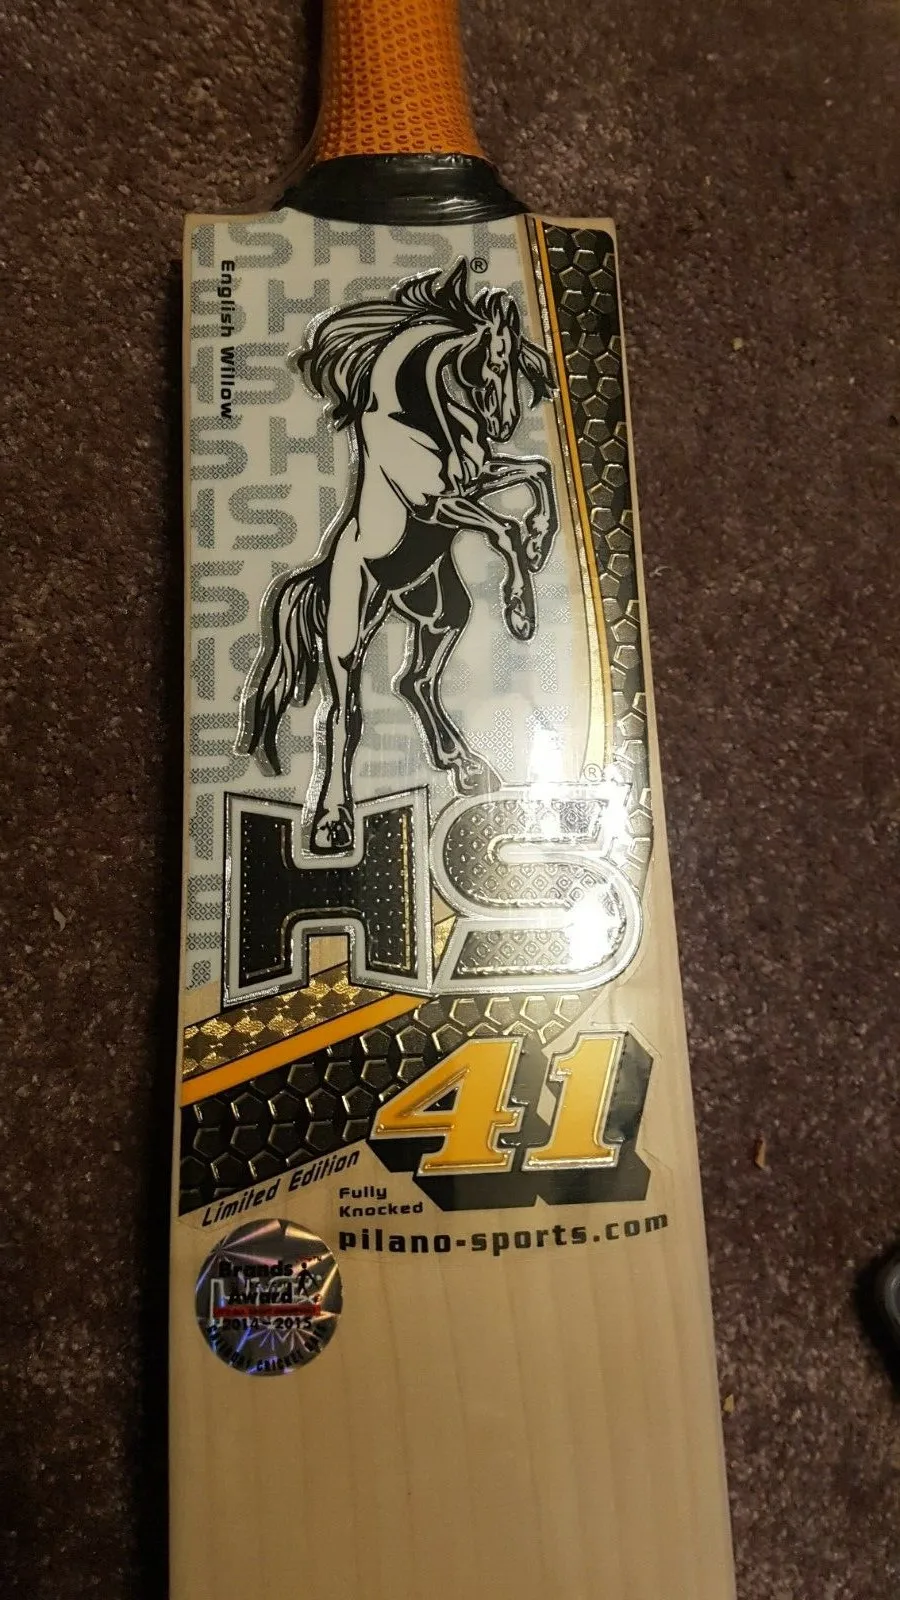 English Willow
®
®
HS
41
Limited Edition
Fully
Knocked
pilano-sports.com
Brands
Award
2014-2015